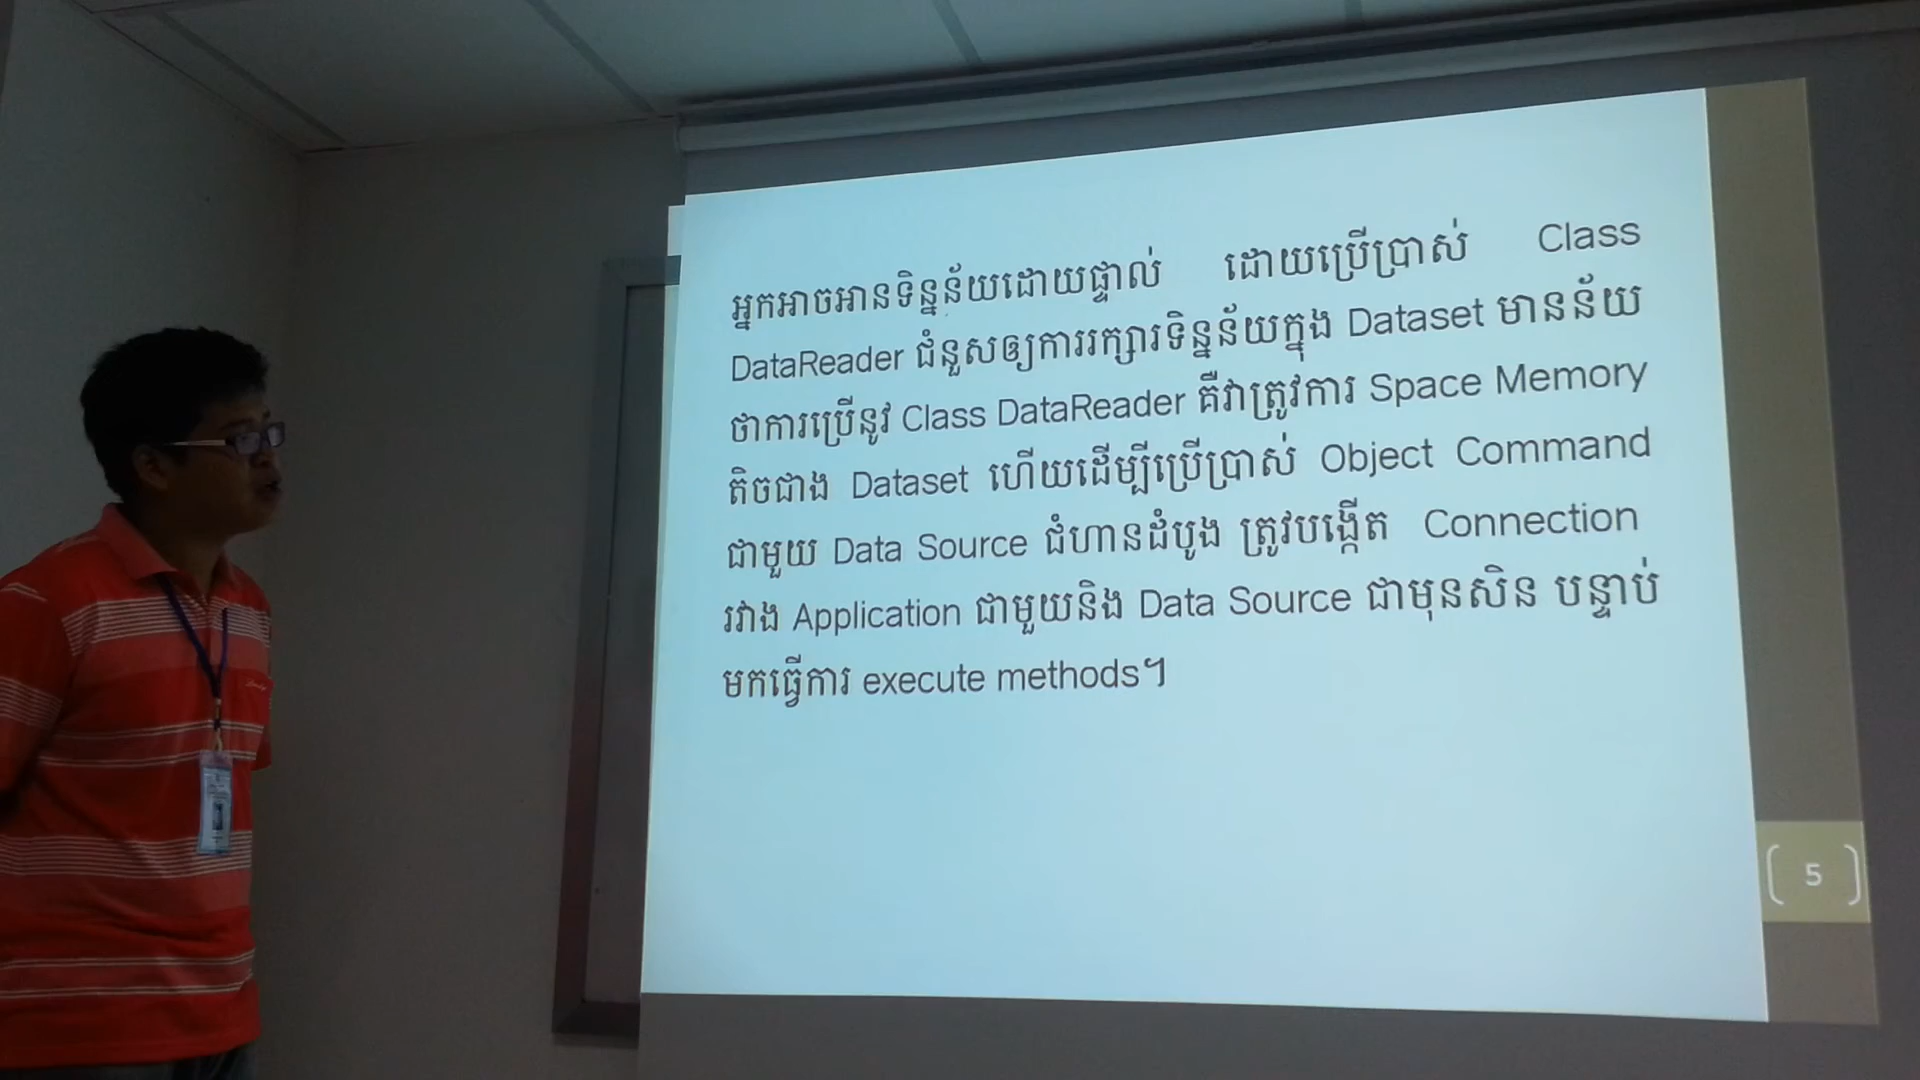 អ្នកអាចអានទិន្នន័យដោយផ្ទាល់ ដោយប្រើប្រាស់ Class
DataReader ជំនួសឲ្យការរក្សារទិន្នន័យក្នុង Dataset មានន័យ
ថាការប្រើនូវ Class DataReader គឺវាត្រូវការ Space Memory
តិចជាង Dataset ហើយដើម្បីប្រើប្រាស់ Object Command
ជាមួយ Data Source ជំហានដំបូង ត្រូវបង្កើត Connection
រវាង Application ជាមួយនិង Data Source ជាមុនសិន បន្ទាប់
មកធ្វើការ execute methods។
5